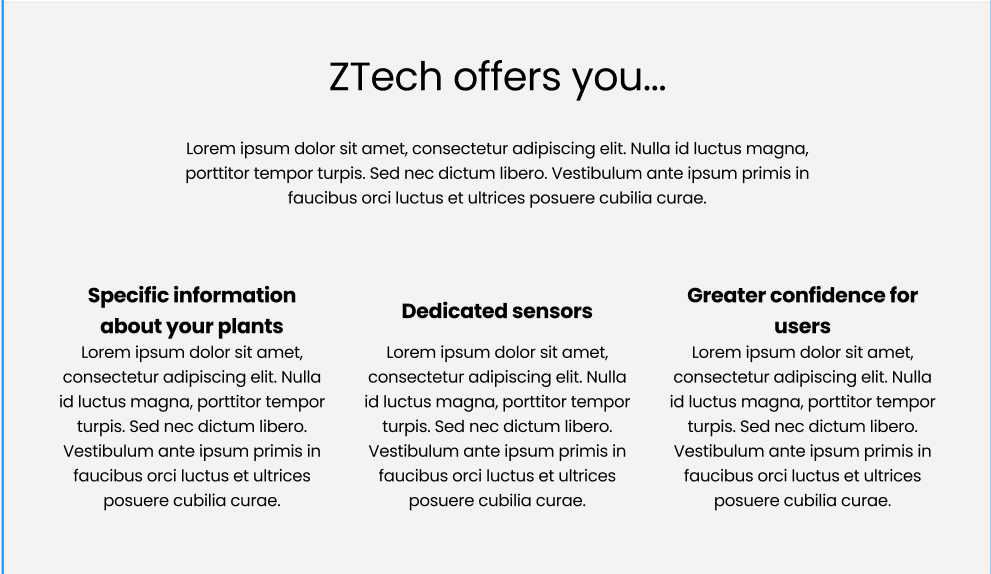 ZTech offers you...
Lorem ipsum dolor sit amet, consectetur adipiscing elit. Nulla id luctus magna,
porttitor tempor turpis. Sed nec dictum libero. Vestibulum ante ipsum primis in
faucibus orci luctus et ultrices posuere cubilia curae.
Specific information
about your plants
Lorem ipsum dolor sit amet,
consectetur adipiscing elit. Nulla
id luctus magna, porttitor tempor
turpis. Sed nec dictum libero.
Vestibulum ante ipsum primis in
faucibus orci luctus et ultrices
posuere cubilia curae.
Dedicated sensors
Lorem ipsum dolor sit amet,
consectetur adipiscing elit. Nulla
id luctus magna, porttitor tempor
turpis. Sed nec dictum libero.
Vestibulum ante ipsum primis in
faucibus orci luctus et ultrices
posuere cubilia curae.
Greater confidence for
users
Lorem ipsum dolor sit amet,
consectetur adipiscing elit. Nulla
id luctus magna, porttitor tempor
turpis. Sed nec dictum libero.
Vestibulum ante ipsum primis in
faucibus orci luctus et ultrices
posuere cubilia curae.